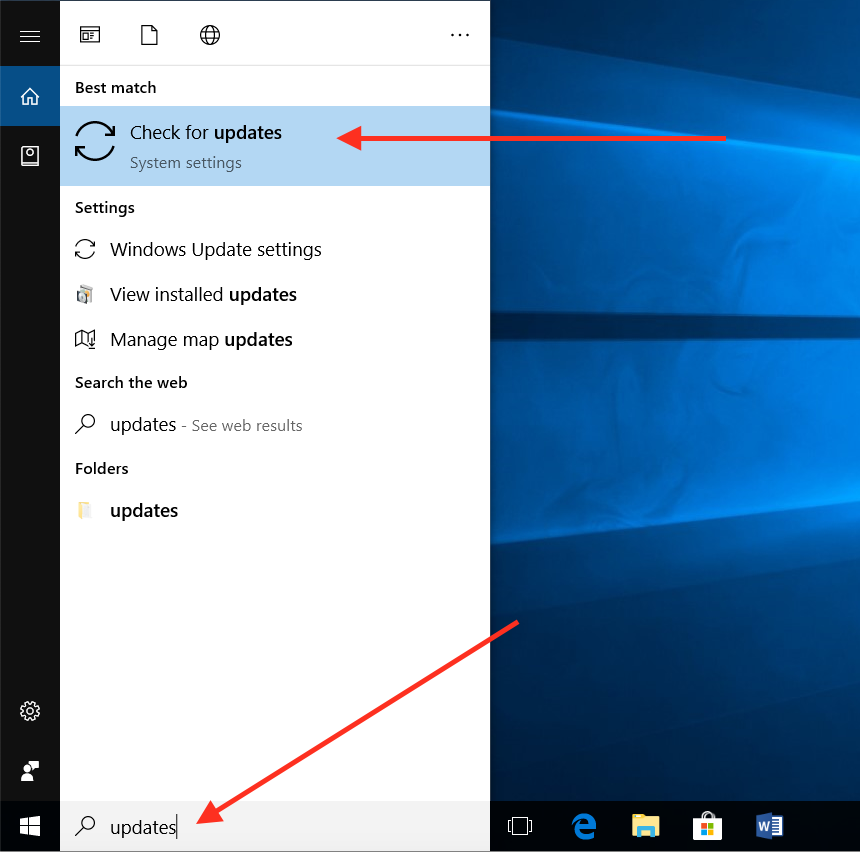 ...
Best match
Check for updates
System settings
Settings
Windows Update settings
View installed updates
Manage map updates
Search the web
updates - See web results
Folders
updates
updates
e
W